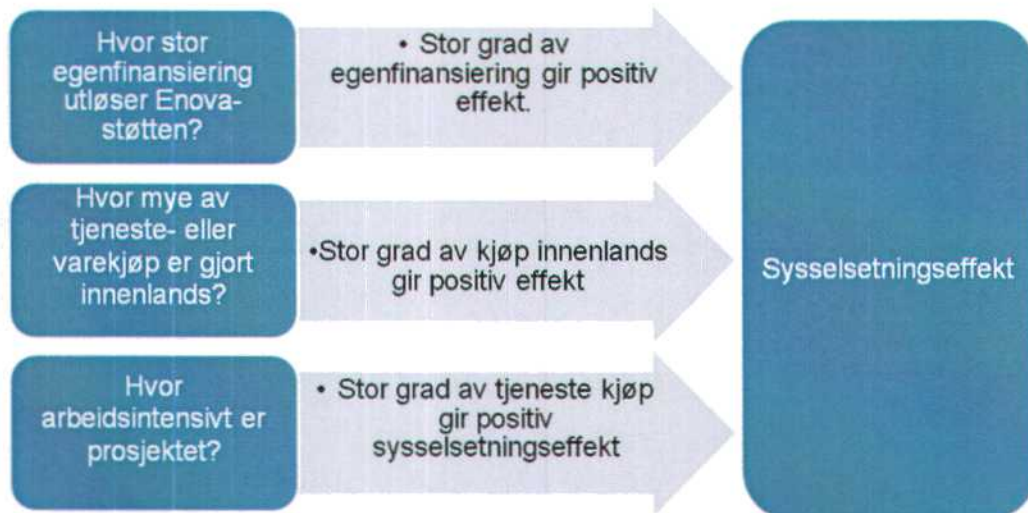 Hvor stor
egenfinansiering
utløser Enova-
støtten?
• Stor grad av
egenfinansiering gir positiv
effekt.
Hvor mye av
tjeneste- eller
varekjøp er gjort
innenlands?
•Stor grad av kjøp innenlands
gir positiv effekt
Hvor
arbeidsintensivt er
prosjektet?
• Stor grad av tjeneste kjøp
gir positiv
sysselsetningseffekt
Sysselsetningseffekt